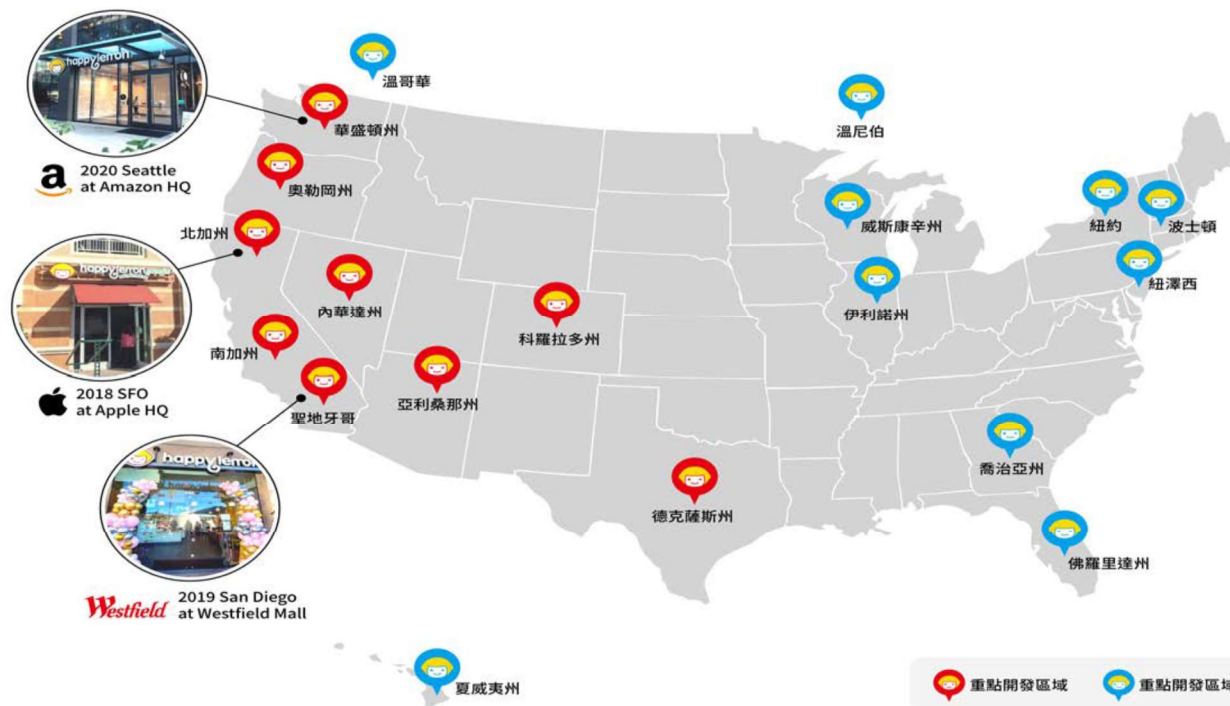 happylemon
溫哥華
溫尼伯
華盛頓州
a
2020 Seattle
at Amazon HQ
奧勒岡州
威斯康辛州
紐約
波士頓
北加州
happylemon
紐澤西
內華達州
伊利諾州
科羅拉多州
南加州
亞利桑那州
2018 SFO
at Apple HQ
聖地牙哥
喬治亞州
happylemon
德克薩斯州
佛羅里達州
Westfield
2019 San Diego
at Westfield Mall
夏威夷州
重點開發區域
重點開發區域